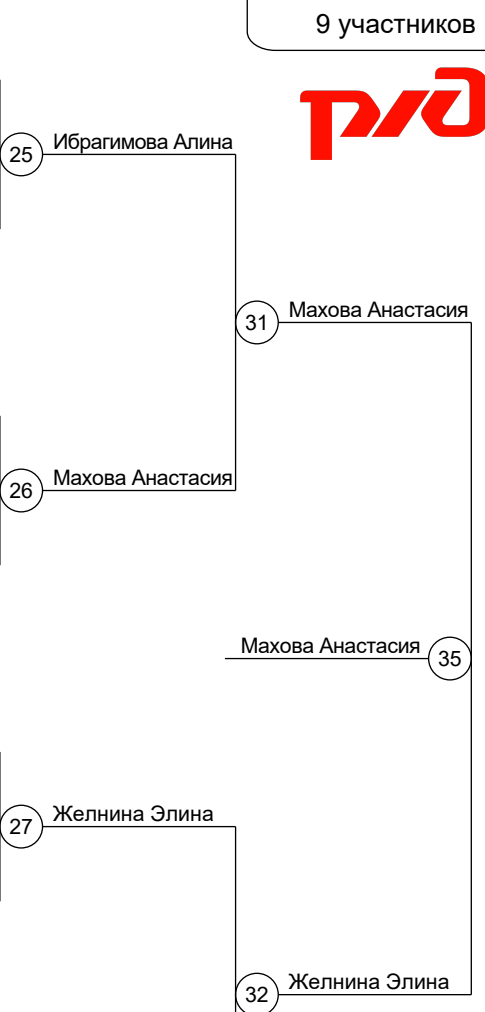 9 участников
ржд
25
Ибрагимова Алина
31
Махова Анастасия
26
Махова Анастасия
Махова Анастасия
35
27
Желнина Элина
32
Желнина Элина